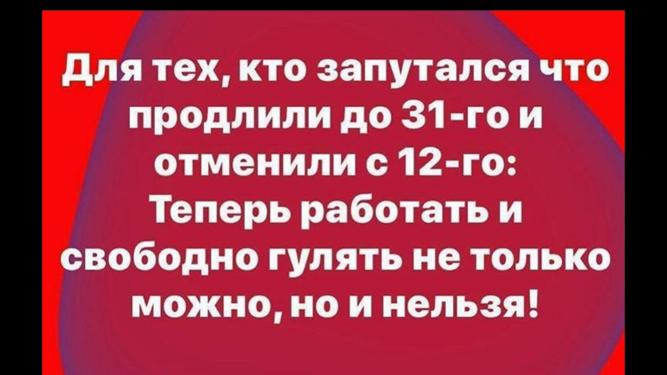 Для тех, кто запутался что
продлили до 31-го и
отменили с 12-го:
Теперь работать и
свободно гулять не только
можно, но и нельзя!